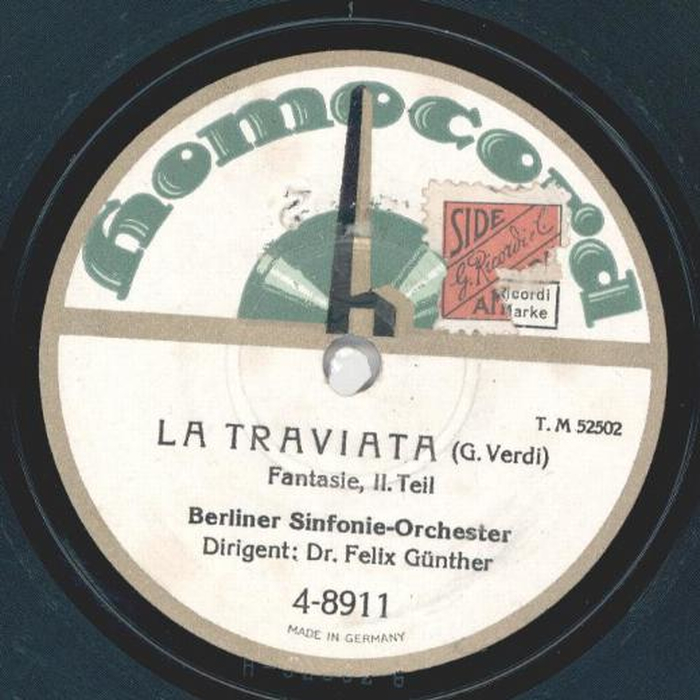 homocord
SIDE
G. Ricordi e C
Ricordi
Marke
T. M 52502
LA TRAVIATA (G. Verdi)
Fantasie, II. Teil
Berliner Sinfonie-Orchester
Dirigent: Dr. Felix Günther
4-8911
MADE IN GERMANY